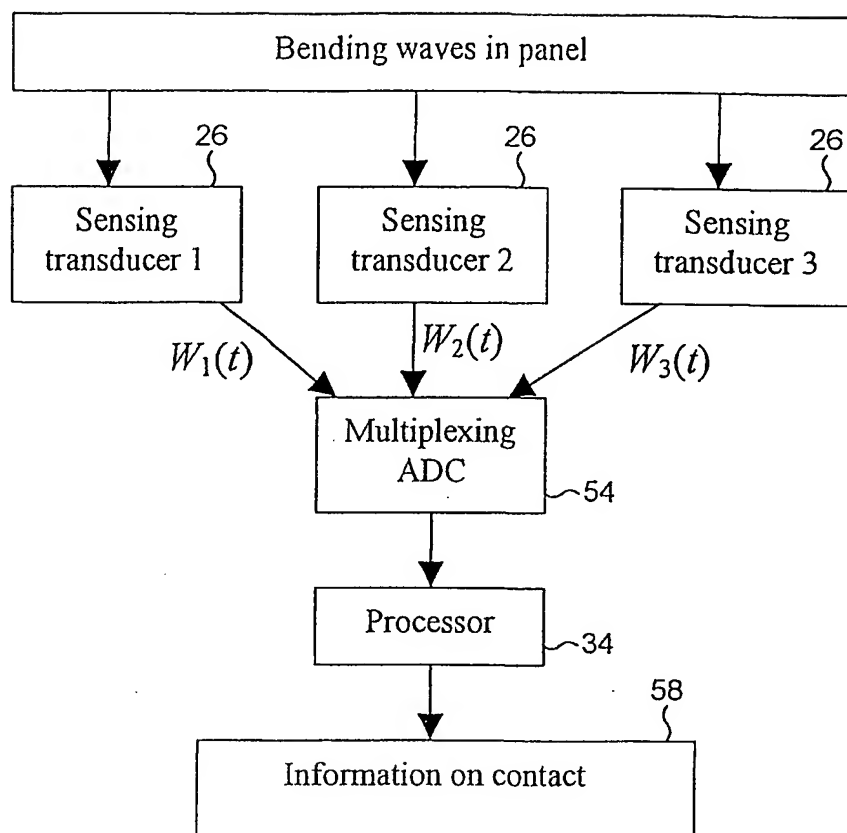 Bending waves in panel
26
26
26
Sensing
transducer 1
Sensing
transducer 2
Sensing
transducer 3
W₁(t)
W₂(t)
W₃(t)
Multiplexing
ADC
54
Processor
34
58
Information on contact